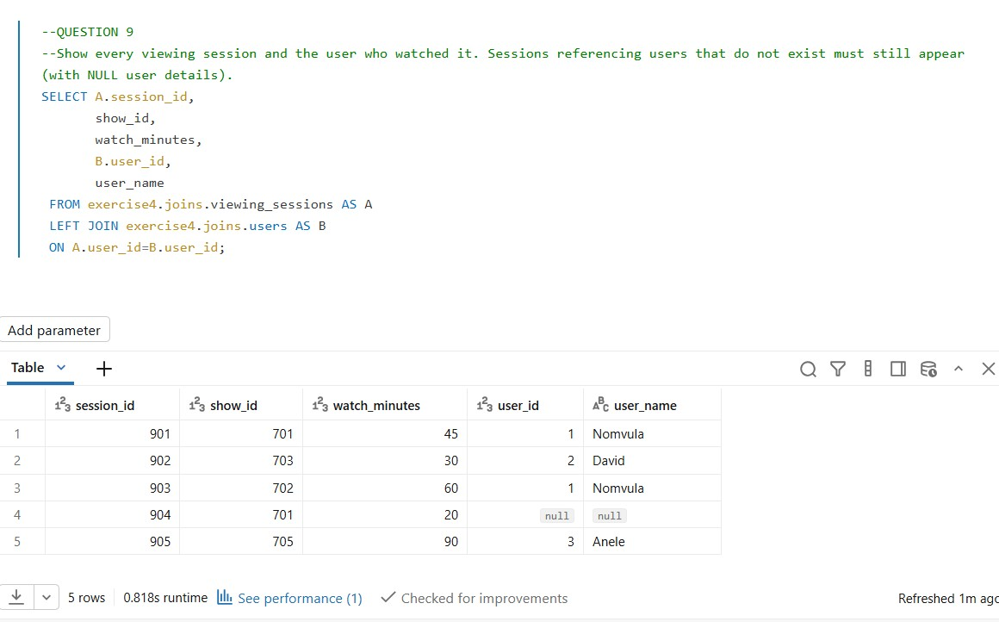 --QUESTION 9
--Show every viewing session and the user who watched it. Sessions referencing users that do not exist must still appear
(with NULL user details).
SELECT A.session_id,
show_id,
watch_minutes,
B.user_id,
user_name
FROM exercise4.joins.viewing_sessions AS A
LEFT JOIN exercise4.joins.users AS B
ON A.user_id=B.user_id;
Add parameter
Table
session_id show_id watch_minutes user_id user_name
1 901 701 45 1 Nomvula
2 902 703 30 2 David
3 903 702 60 1 Nomvula
4 904 701 20 null null
5 905 705 90 3 Anele
5 rows 0.818s runtime See performance (1) Checked for improvements Refreshed 1m ago